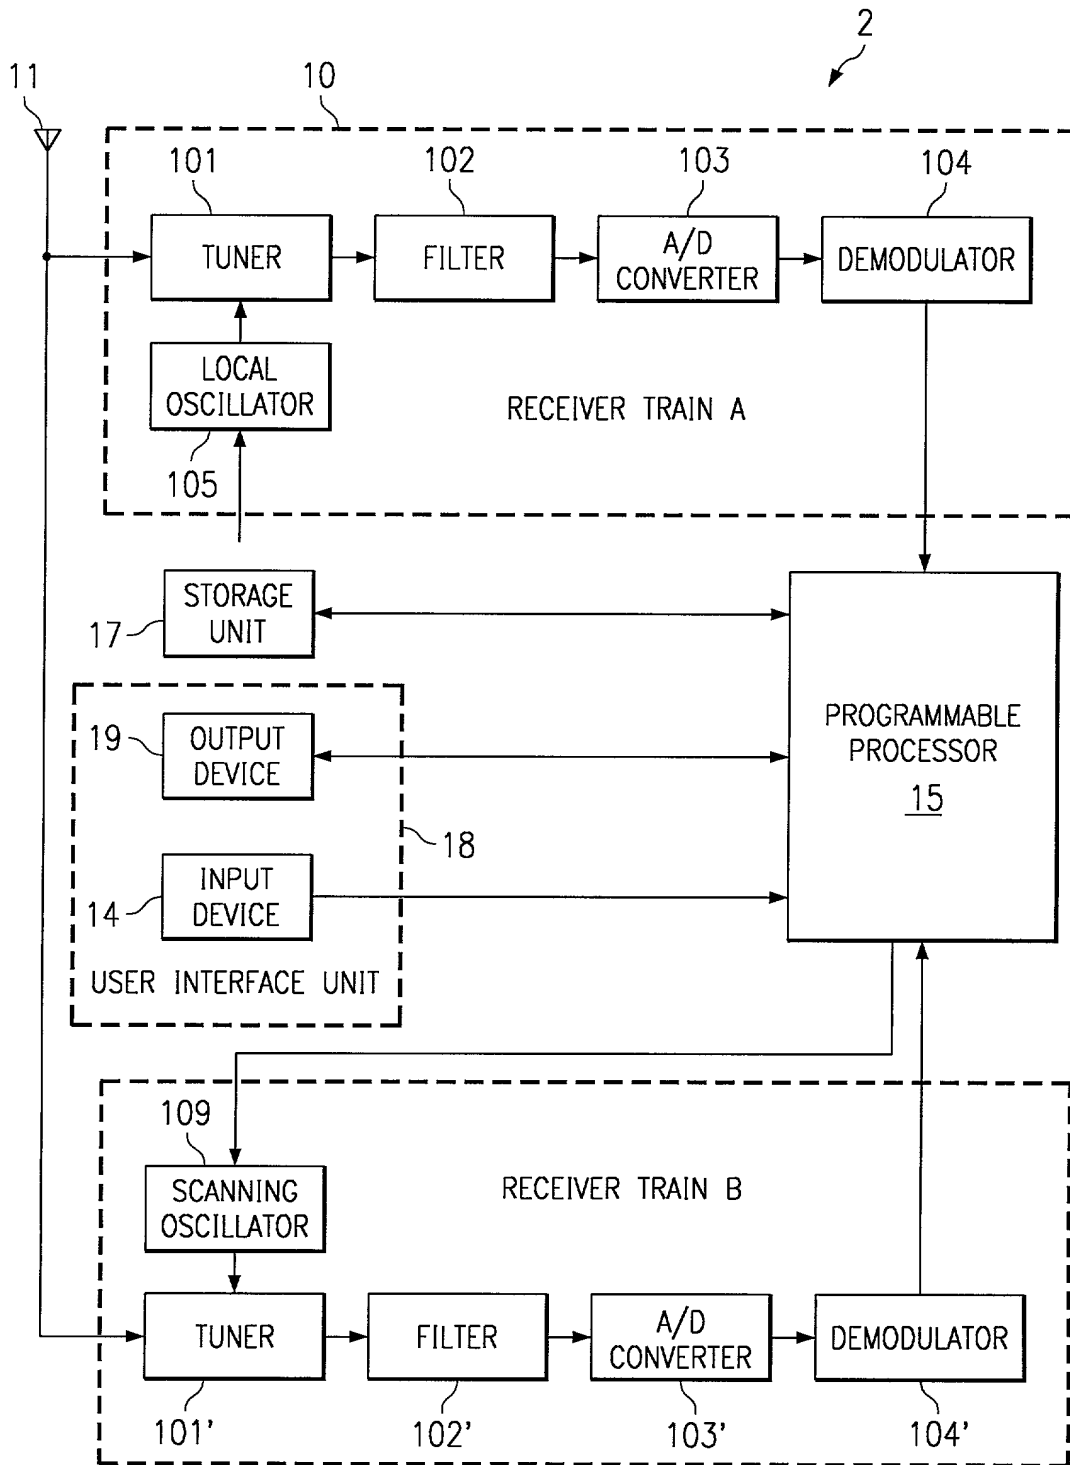 2
11
10
101
102
103
104
TUNER
FILTER
A/D
CONVERTER
DEMODULATOR
LOCAL
OSCILLATOR
RECEIVER TRAIN A
105
STORAGE
UNIT
17
19
OUTPUT
DEVICE
PROGRAMMABLE
PROCESSOR
15
18
14
INPUT
DEVICE
USER INTERFACE UNIT
109
SCANNING
OSCILLATOR
RECEIVER TRAIN B
TUNER
FILTER
A/D
CONVERTER
DEMODULATOR
101'
102'
103'
104'